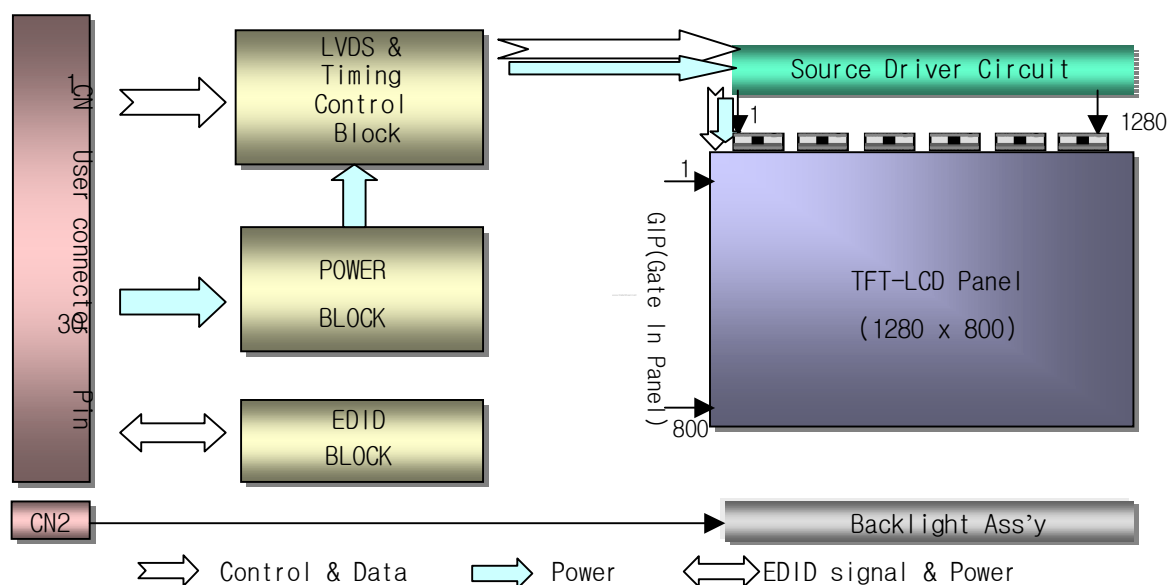 CN
1
User connector
30
Pin
LVDS &
Timing
Control
Block
POWER
BLOCK
EDID
BLOCK
Source Driver Circuit
1
1280
1
GIP(Gate In Panel)
800
TFT-LCD Panel
(1280 x 800)
CN2
Backlight Ass’y
Control & Data
Power
EDID signal & Power